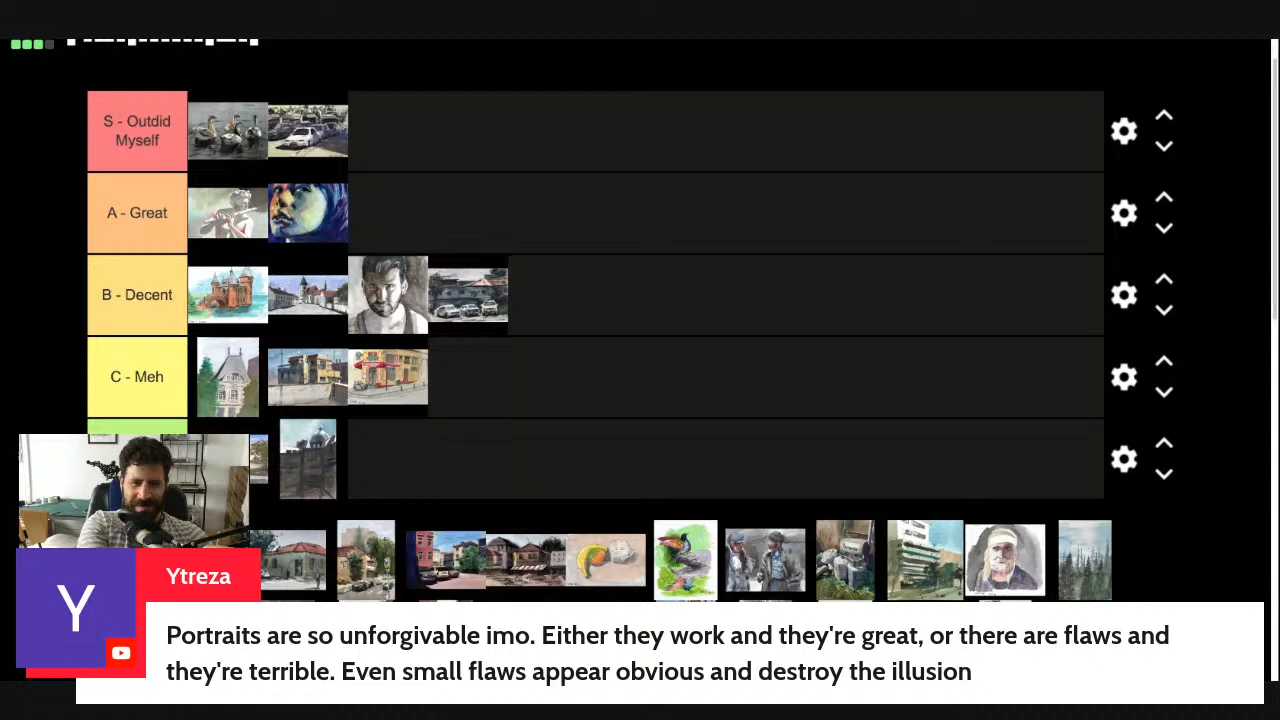 S - Outdid
Myself
A - Great
B - Decent
C - Meh
Y
Ytreza
Portraits are so unforgivable imo. Either they work and they're great, or there are flaws and
they're terrible. Even small flaws appear obvious and destroy the illusion